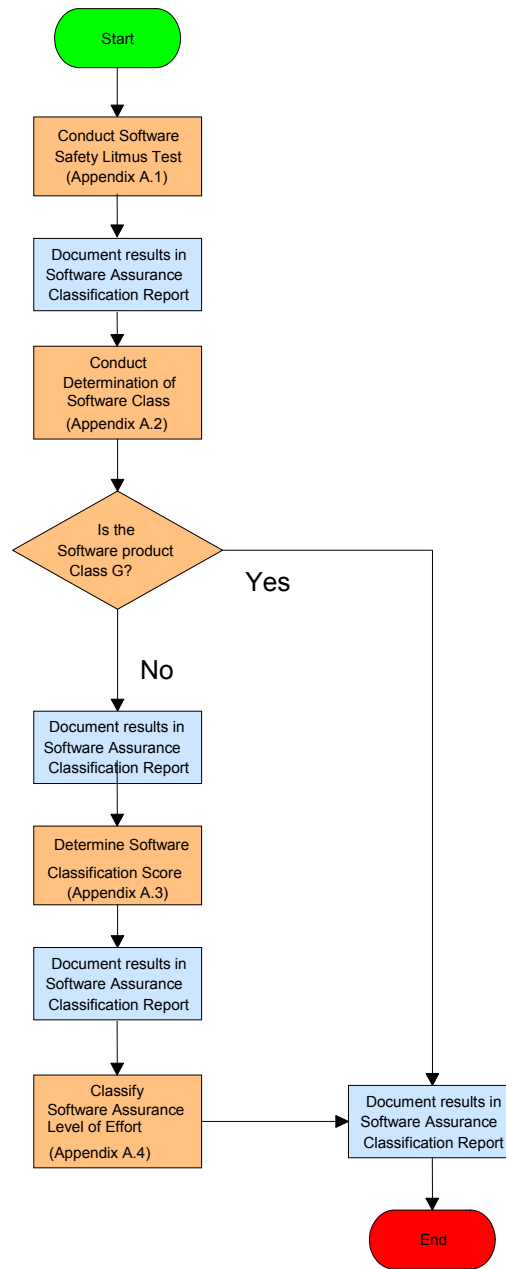 Start
Conduct Software
Safety Litmus Test
(Appendix A.1)
Document results in
Software Assurance
Classification Report
Conduct
Determination of
Software Class
(Appendix A.2)
Is the
Software product
Class G?
Yes
No
Document results in
Software Assurance
Classification Report
Determine Software
Classification Score
(Appendix A.3)
Document results in
Software Assurance
Classification Report
Classify
Software Assurance
Level of Effort
(Appendix A.4)
Document results in
Software Assurance
Classification Report
End